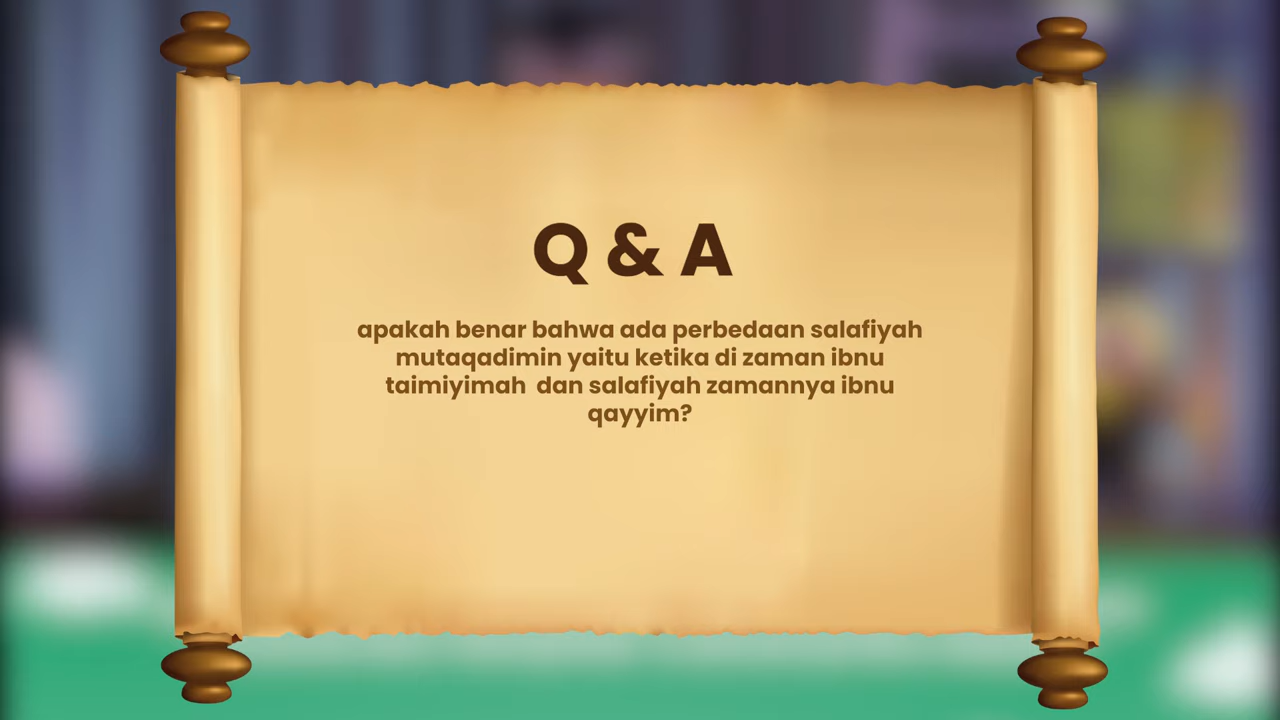 Q & A
apakah benar bahwa ada perbedaan salafiyah
mutaqadimin yaitu ketika di zaman ibnu
taimiyimah dan salafiyah zamannya ibnu
qayyim?